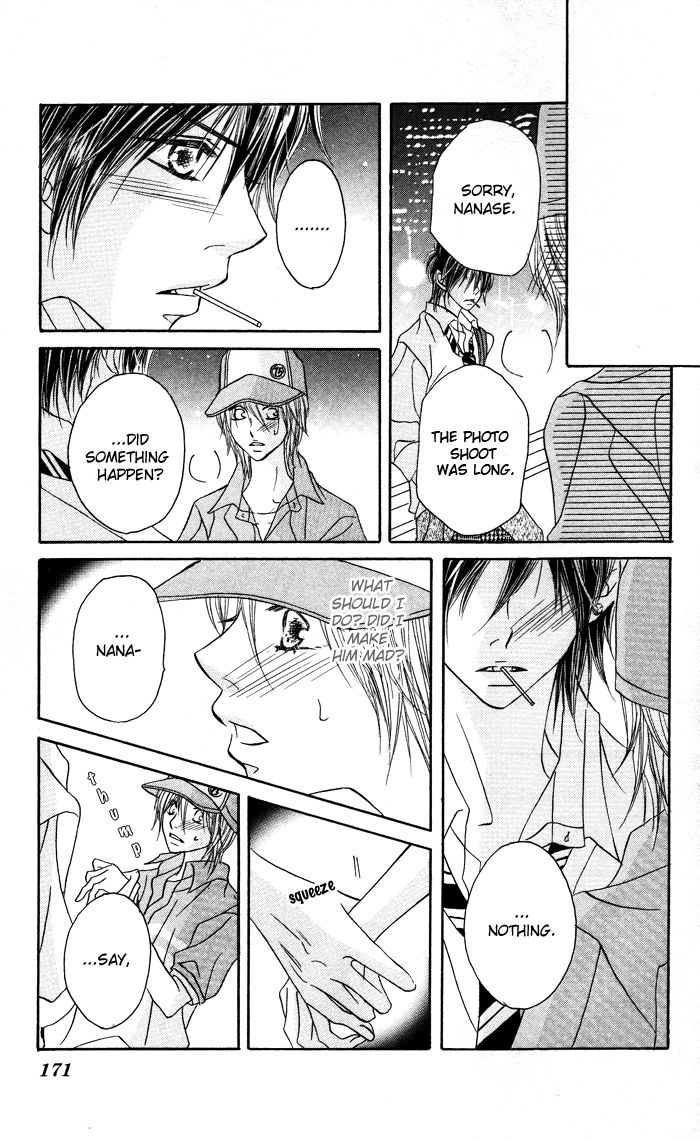 SORRY,
NANASE.
THE PHOTO
SHOOT
WAS LONG.
.......
...DID
SOMETHING
HAPPEN?
...
NOTHING.
WHAT
SHOULD I
DO? DID I
MAKE
HIM MAD?
...
NANA-
squeeze
thump
...SAY,
171